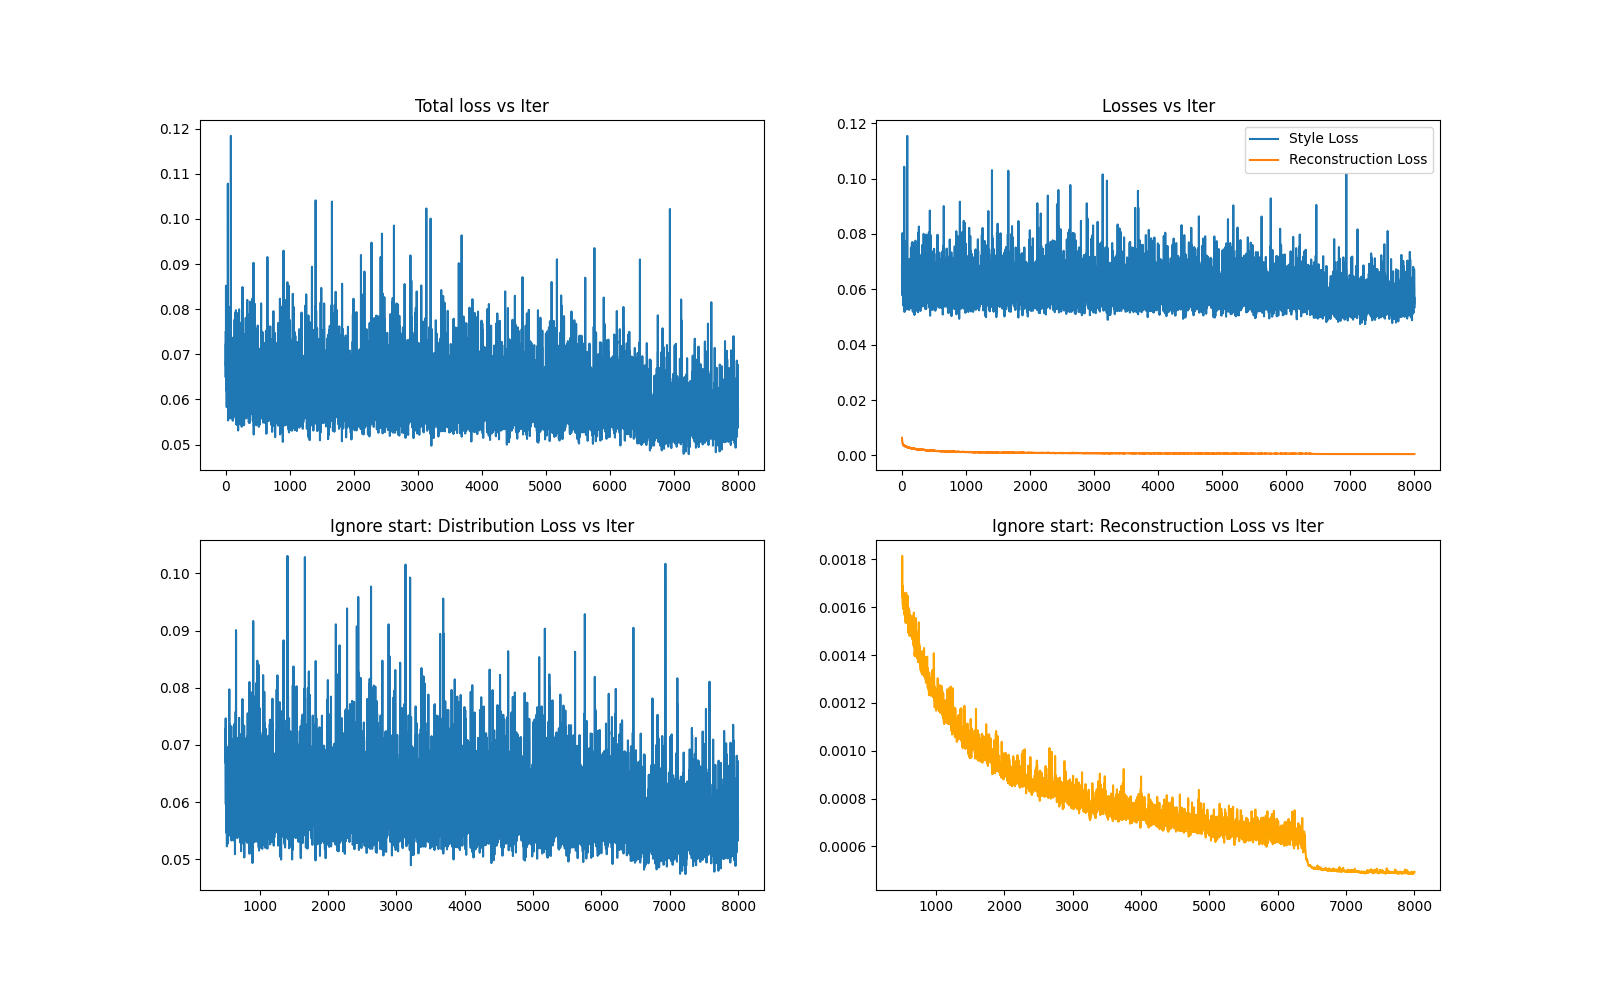 Total loss vs Iter
0.12
0.11
0.10
0.09
0.08
0.07
0.06
0.05
0 1000 2000 3000 4000 5000 6000 7000 8000
Losses vs Iter
Style Loss
Reconstruction Loss
0.12
0.10
0.08
0.06
0.04
0.02
0.00
0 1000 2000 3000 4000 5000 6000 7000 8000
Ignore start: Distribution Loss vs Iter
0.10
0.09
0.08
0.07
0.06
0.05
1000 2000 3000 4000 5000 6000 7000 8000
Ignore start: Reconstruction Loss vs Iter
0.0018
0.0016
0.0014
0.0012
0.0010
0.0008
0.0006
1000 2000 3000 4000 5000 6000 7000 8000